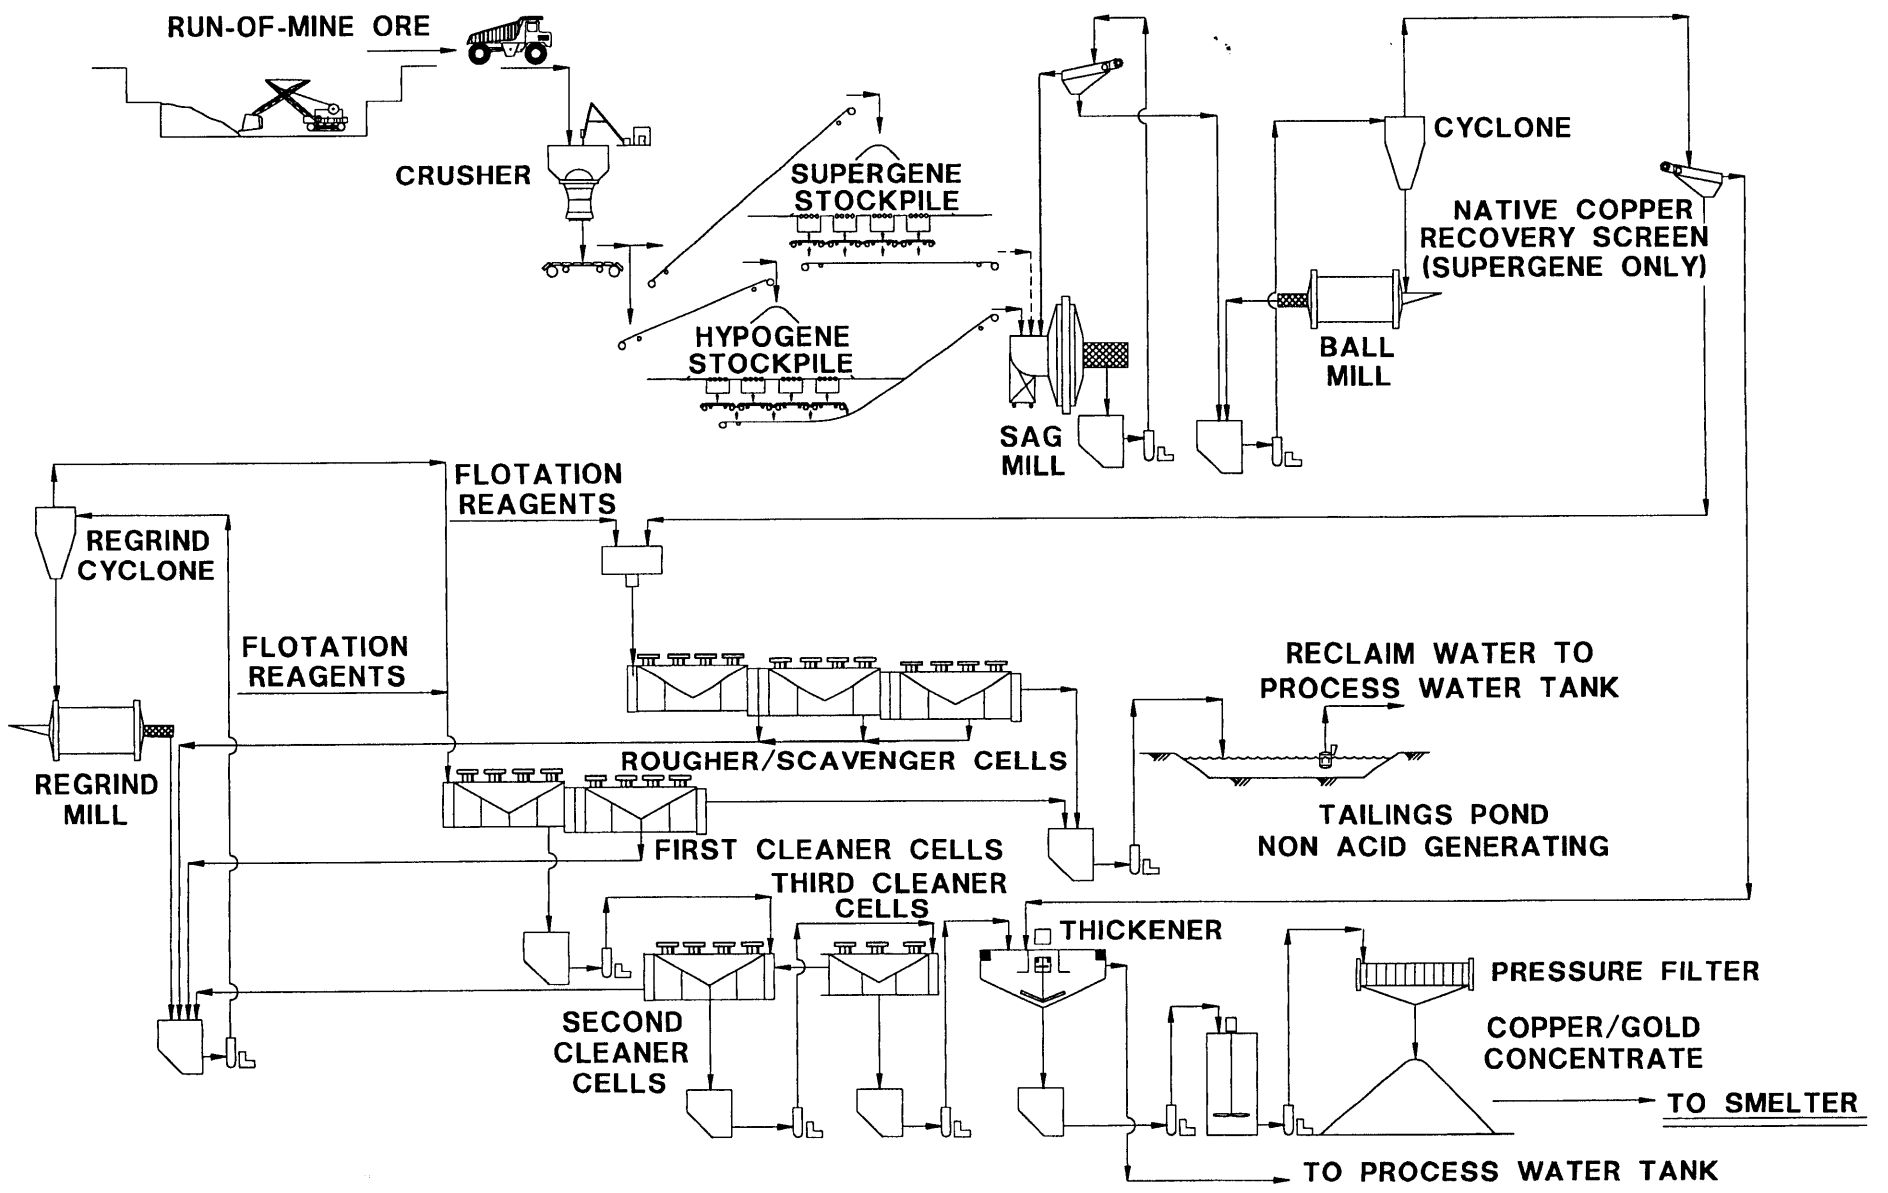 RUN-OF-MINE ORE
CRUSHER
SUPERGENE
STOCKPILE
HYPOGENE
STOCKPILE
SAG
MILL
CYCLONE
NATIVE COPPER
RECOVERY SCREEN
(SUPERGENE ONLY)
BALL
MILL
FLOTATION
REAGENTS
REGRIND
CYCLONE
FLOTATION
REAGENTS
REGRIND
MILL
ROUGHER/SCAVENGER CELLS
RECLAIM WATER TO
PROCESS WATER TANK
TAILINGS POND
NON ACID GENERATING
FIRST CLEANER CELLS
THIRD CLEANER
CELLS
SECOND
CLEANER
CELLS
THICKENER
PRESSURE FILTER
COPPER/GOLD
CONCENTRATE
TO SMELTER
TO PROCESS WATER TANK